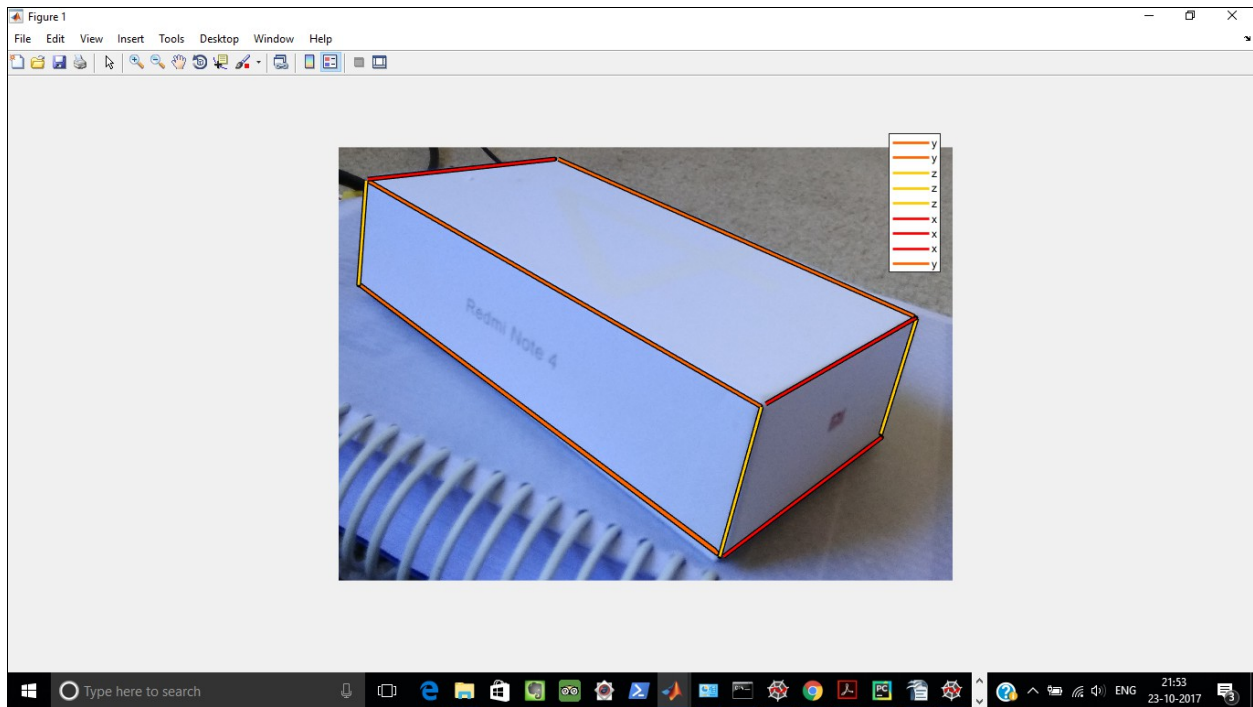 Figure 1
File Edit View Insert Tools Desktop Window Help
y
y
z
z
z
x
x
x
y
Redmi Note 4
Type here to search
ENG
21:53
23-10-2017
3